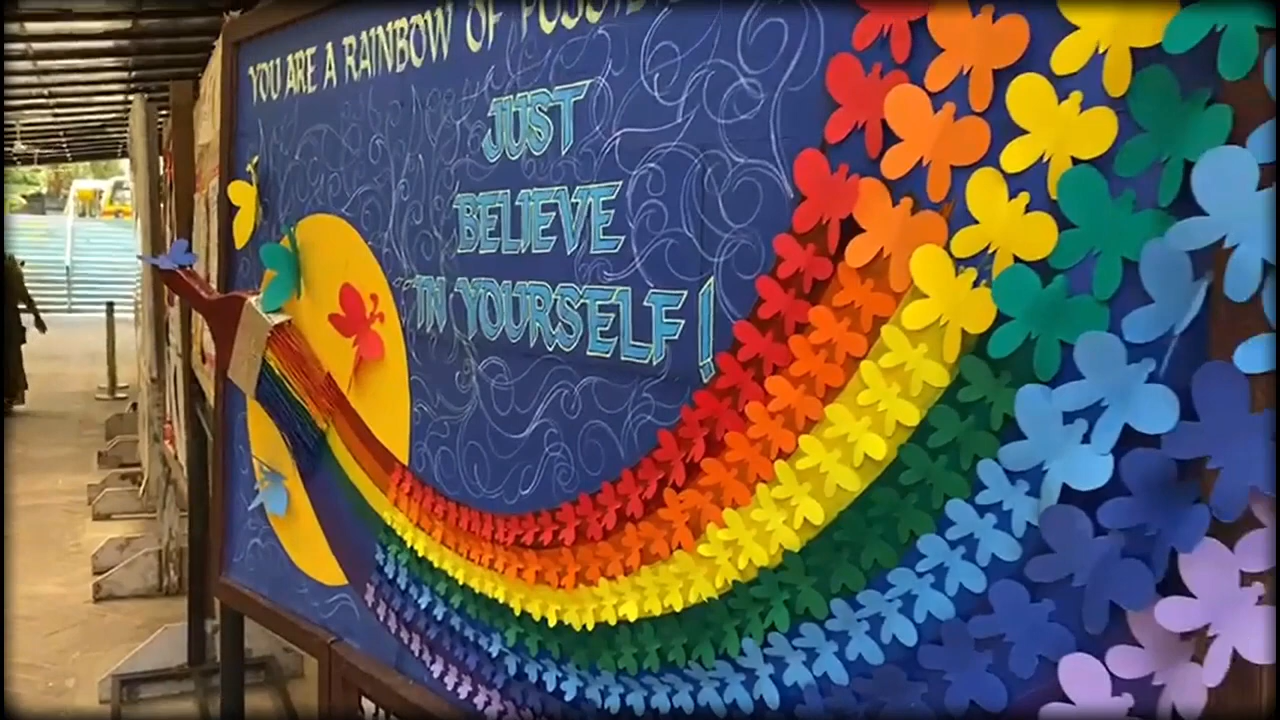 YOU ARE A RAINBOW OF
JUST
BELIEVE
IN YOURSELF!